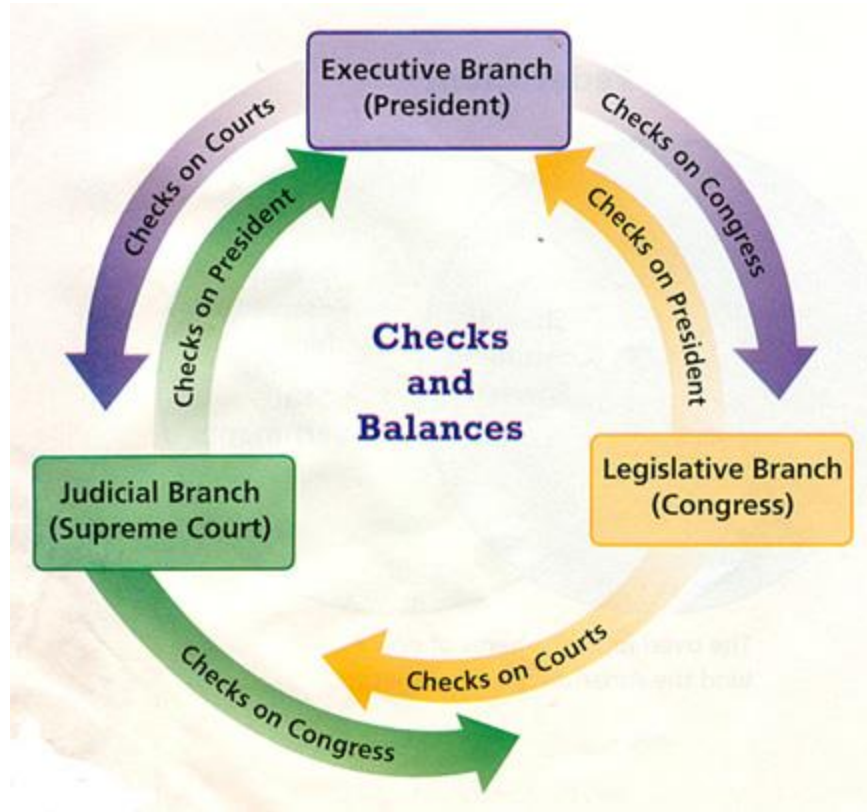 Executive Branch
(President)
Checks on Courts
Checks on President
Checks on President
Checks on Congress
Checks
and
Balances
Judicial Branch
(Supreme Court)
Legislative Branch
(Congress)
Checks on Courts
Checks on Congress